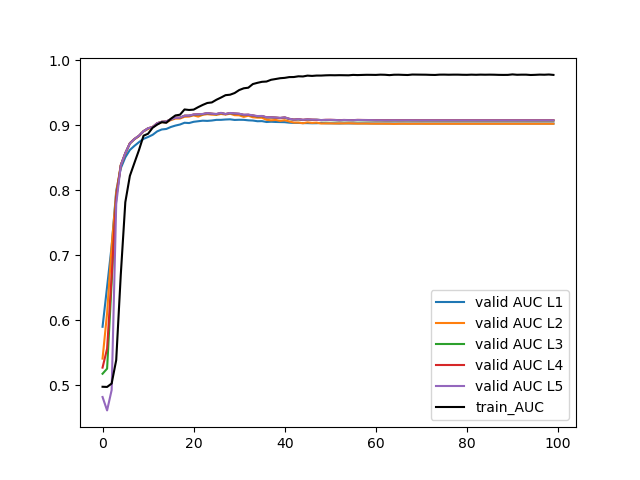 1.0
0.9
0.8
0.7
0.6
0.5
0 20 40 60 80 100
valid AUC L1
valid AUC L2
valid AUC L3
valid AUC L4
valid AUC L5
train_AUC